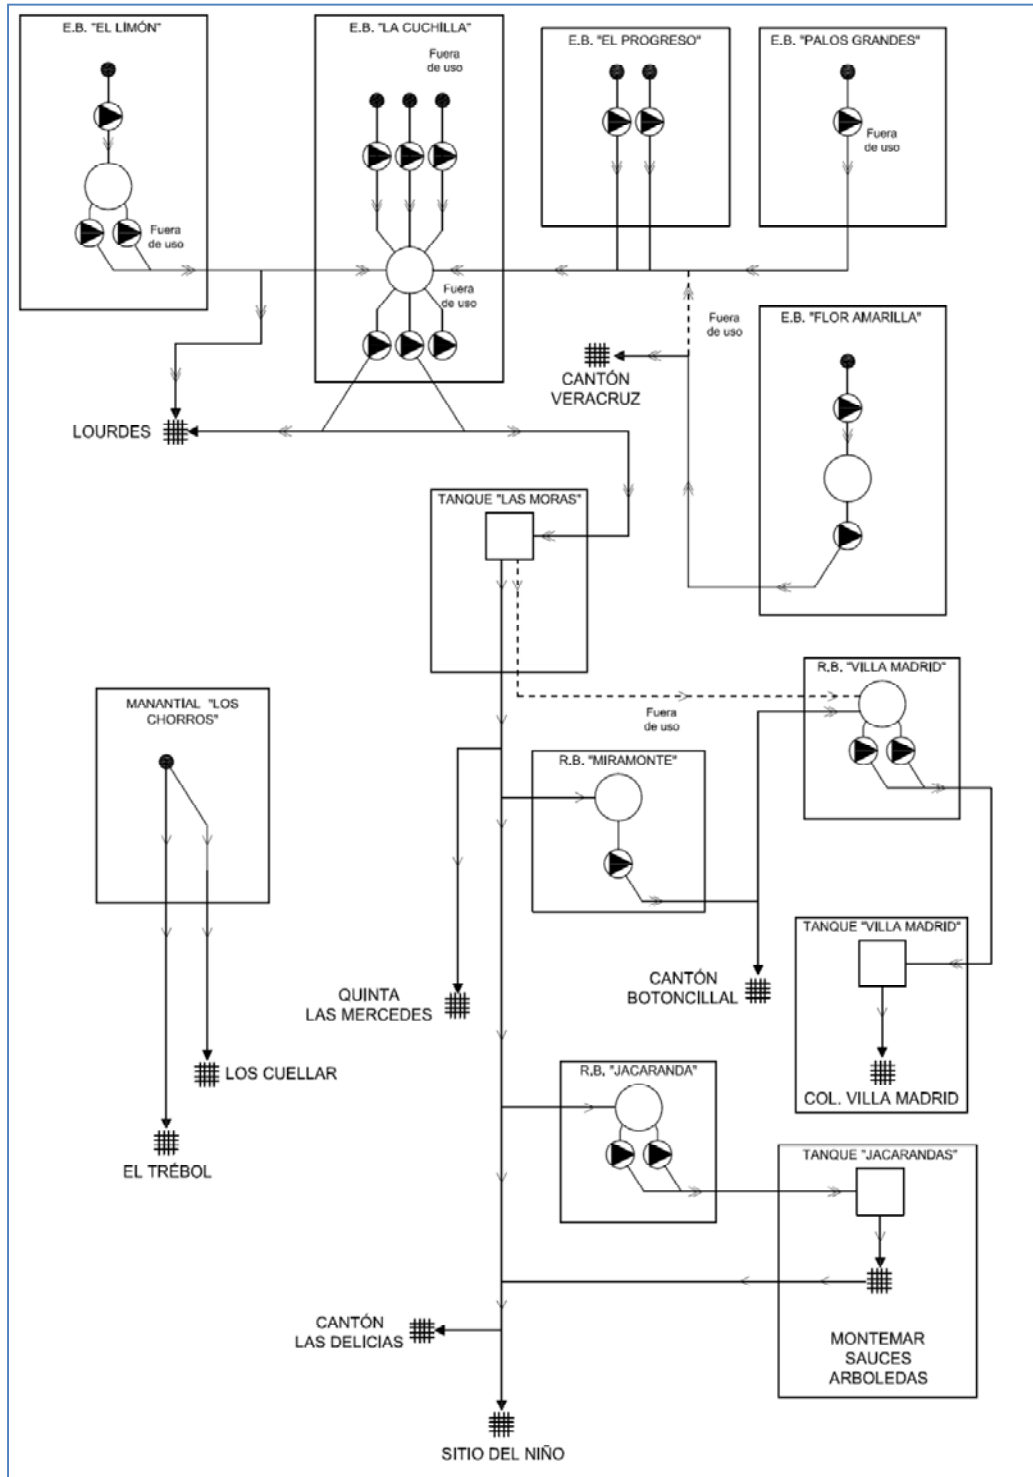 E.B. "EL LÍMÓN"
E.B. "LA CUCHÍLLA"
E.B. "EL PROGRESO"
E.B. "PALOS GRANDES"
Fuera
de uso
Fuera
de uso
Fuera
de uso
Fuera
de uso
Fuera
de uso
E.B. "FLOR AMARILLA"
CANTÓN
VERACRUZ
LOURDES
TANQUE "LAS MORAS"
R.B. "VILLA MADRID"
MANANTÍAL "LOS
CHORROS"
Fuera
de uso
R.B. "MIRAMONTE"
TANQUE "VILLA MADRID"
QUINTA
LAS MERCEDES
CANTÓN
BOTONCILLAL
LOS CUELLAR
R.B. "JACARANDA"
COL. VILLA MADRID
EL TRÉBOL
TANQUE "JACARANDAS"
CANTÓN
LAS DELICIAS
MONTEMAR
SAUCES
ARBOLEDAS
SITIO DEL NIÑO